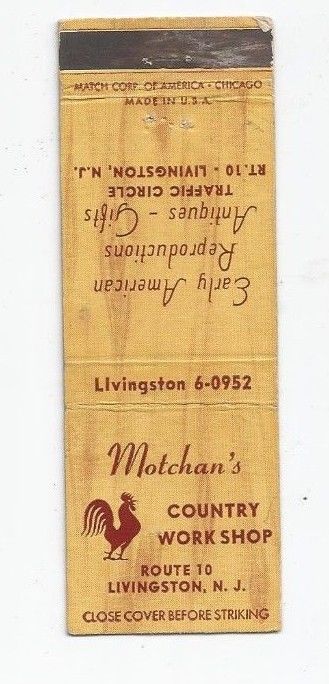 MATCH CORP. OF AMERICA • CHICAGO
MADE IN U.S.A.
Early American
Reproductions
Antiques - Gifts
TRAFFIC CIRCLE
RT. 10 - LIVINGSTON, N.J.
LIvingston 6-0952
Motchan's
COUNTRY
WORK SHOP
ROUTE 10
LIVINGSTON, N. J.
CLOSE COVER BEFORE STRIKING